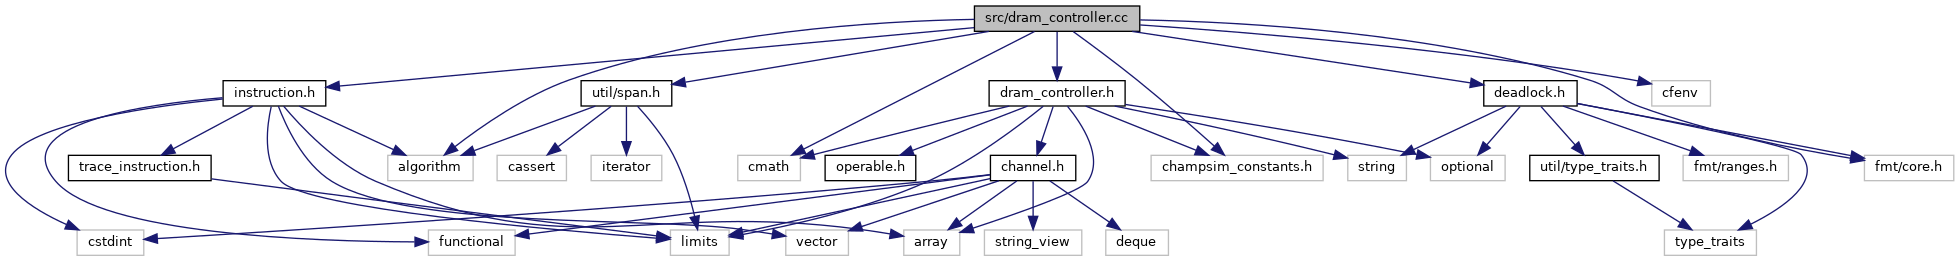 src/dram_controller.cc
instruction.h
util/span.h
dram_controller.h
deadlock.h
cfenv
trace_instruction.h
algorithm
cassert
iterator
cmath
operable.h
channel.h
champsim_constants.h
string
optional
util/type_traits.h
fmt/ranges.h
fmt/core.h
cstdint
functional
limits
vector
array
string_view
deque
type_traits